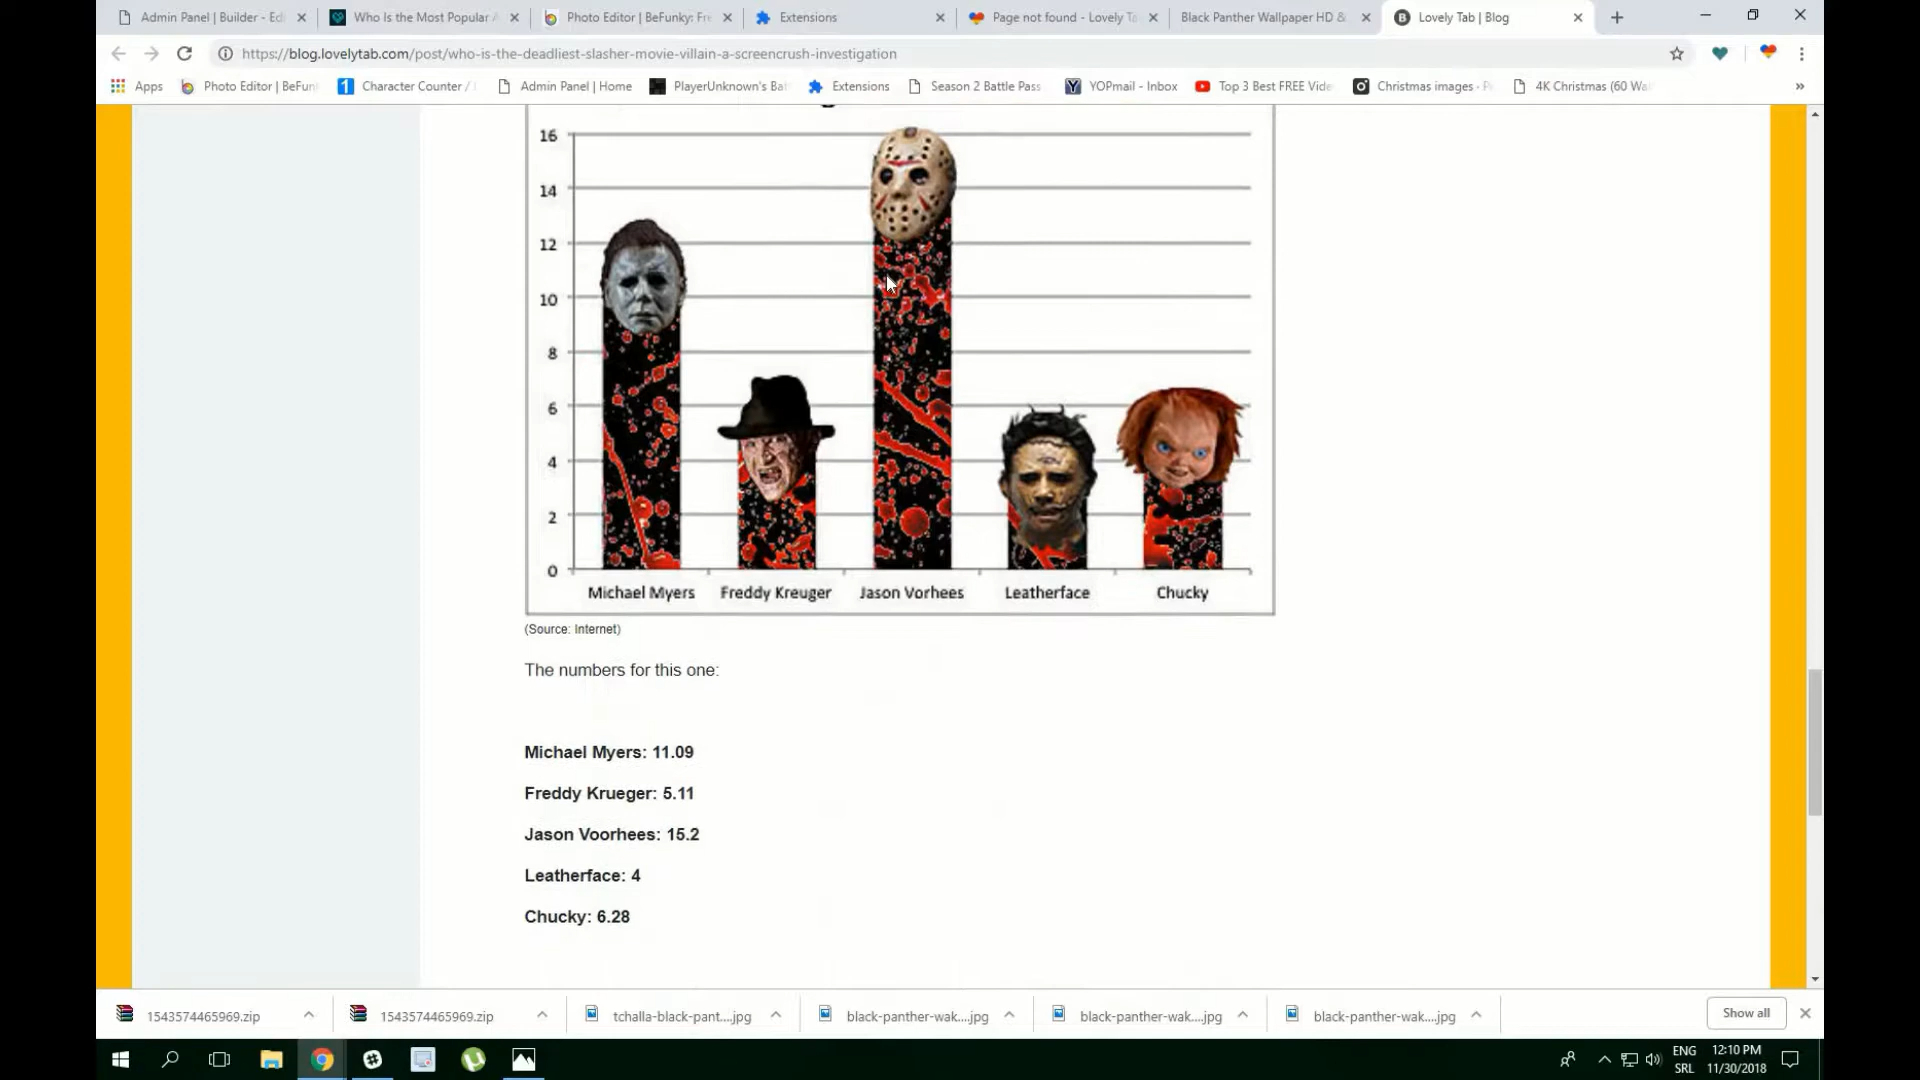 Admin Panel | Builder - Edi
Who Is the Most Popular A
Photo Editor | BeFunky: Fre
Extensions
Page not found - Lovely Ta
Black Panther Wallpaper HD &
Lovely Tab | Blog
https://blog.lovelytab.com/post/who-is-the-deadliest-slasher-movie-villain-a-screencrush-investigation
Apps
Photo Editor | BeFun
Character Counter /
Admin Panel | Home
PlayerUnknown's Bat
Extensions
Season 2 Battle Pass
YOPmail - Inbox
Top 3 Best FREE Vide
Christmas images - Pi
4K Christmas (60 Wal
»
16
14
12
10
8
6
4
2
0
Michael Myers Freddy Kreuger Jason Vorhees Leatherface Chucky
(Source: Internet)
The numbers for this one:
Michael Myers: 11.09
Freddy Krueger: 5.11
Jason Voorhees: 15.2
Leatherface: 4
Chucky: 6.28
1543574465969.zip
1543574465969.zip
tchalla-black-pant....jpg
black-panther-wak....jpg
black-panther-wak....jpg
black-panther-wak....jpg
Show all
ENG
SRL
12:10 PM
11/30/2018